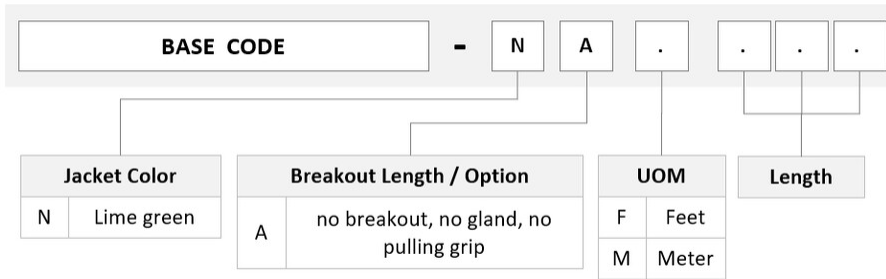 BASE CODE - N A . . . .
Jacket Color
N Lime green
Breakout Length / Option
A no breakout, no gland, no
pulling grip
UOM
F Feet
M Meter
Length